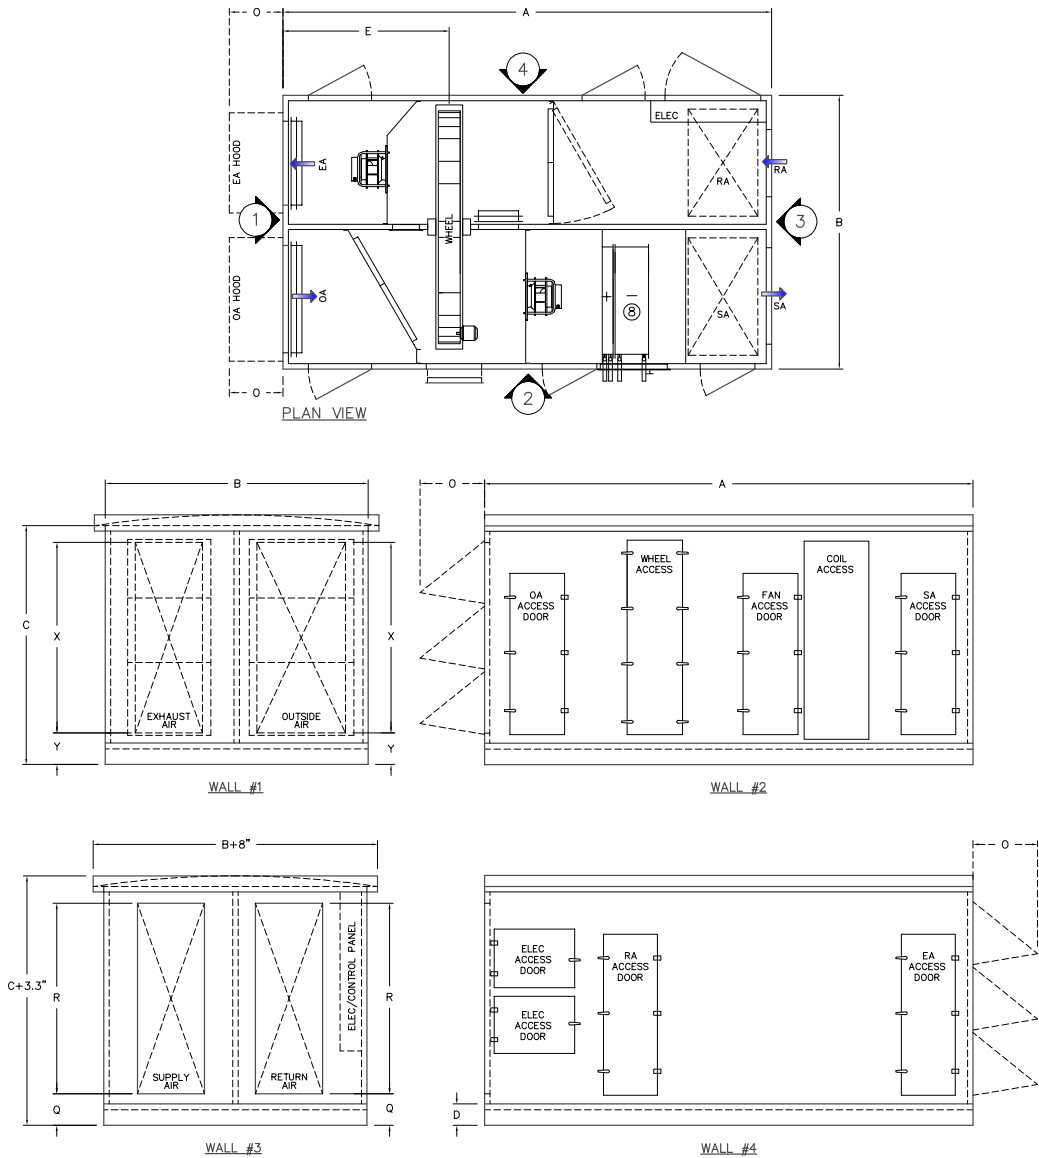 O
A
E
4
ELEC
EA HOOD
EA
RA
RA
1
WHEEL
3
B
OA HOOD
OA
8
SA
SA
O
2
PLAN VIEW
B
O
A
C
X
X
EXHAUST
AIR
OUTSIDE
AIR
Y
Y
OA
ACCESS
DOOR
WHEEL
ACCESS
FAN
ACCESS
DOOR
COIL
ACCESS
SA
ACCESS
DOOR
WALL #1
WALL #2
B+8"
O
C+3.3"
R
R
ELEC/CONTROL PANEL
SUPPLY
AIR
RETURN
AIR
Q
Q
ELEC
ACCESS
DOOR
ELEC
ACCESS
DOOR
RA
ACCESS
DOOR
EA
ACCESS
DOOR
D
WALL #3
WALL #4